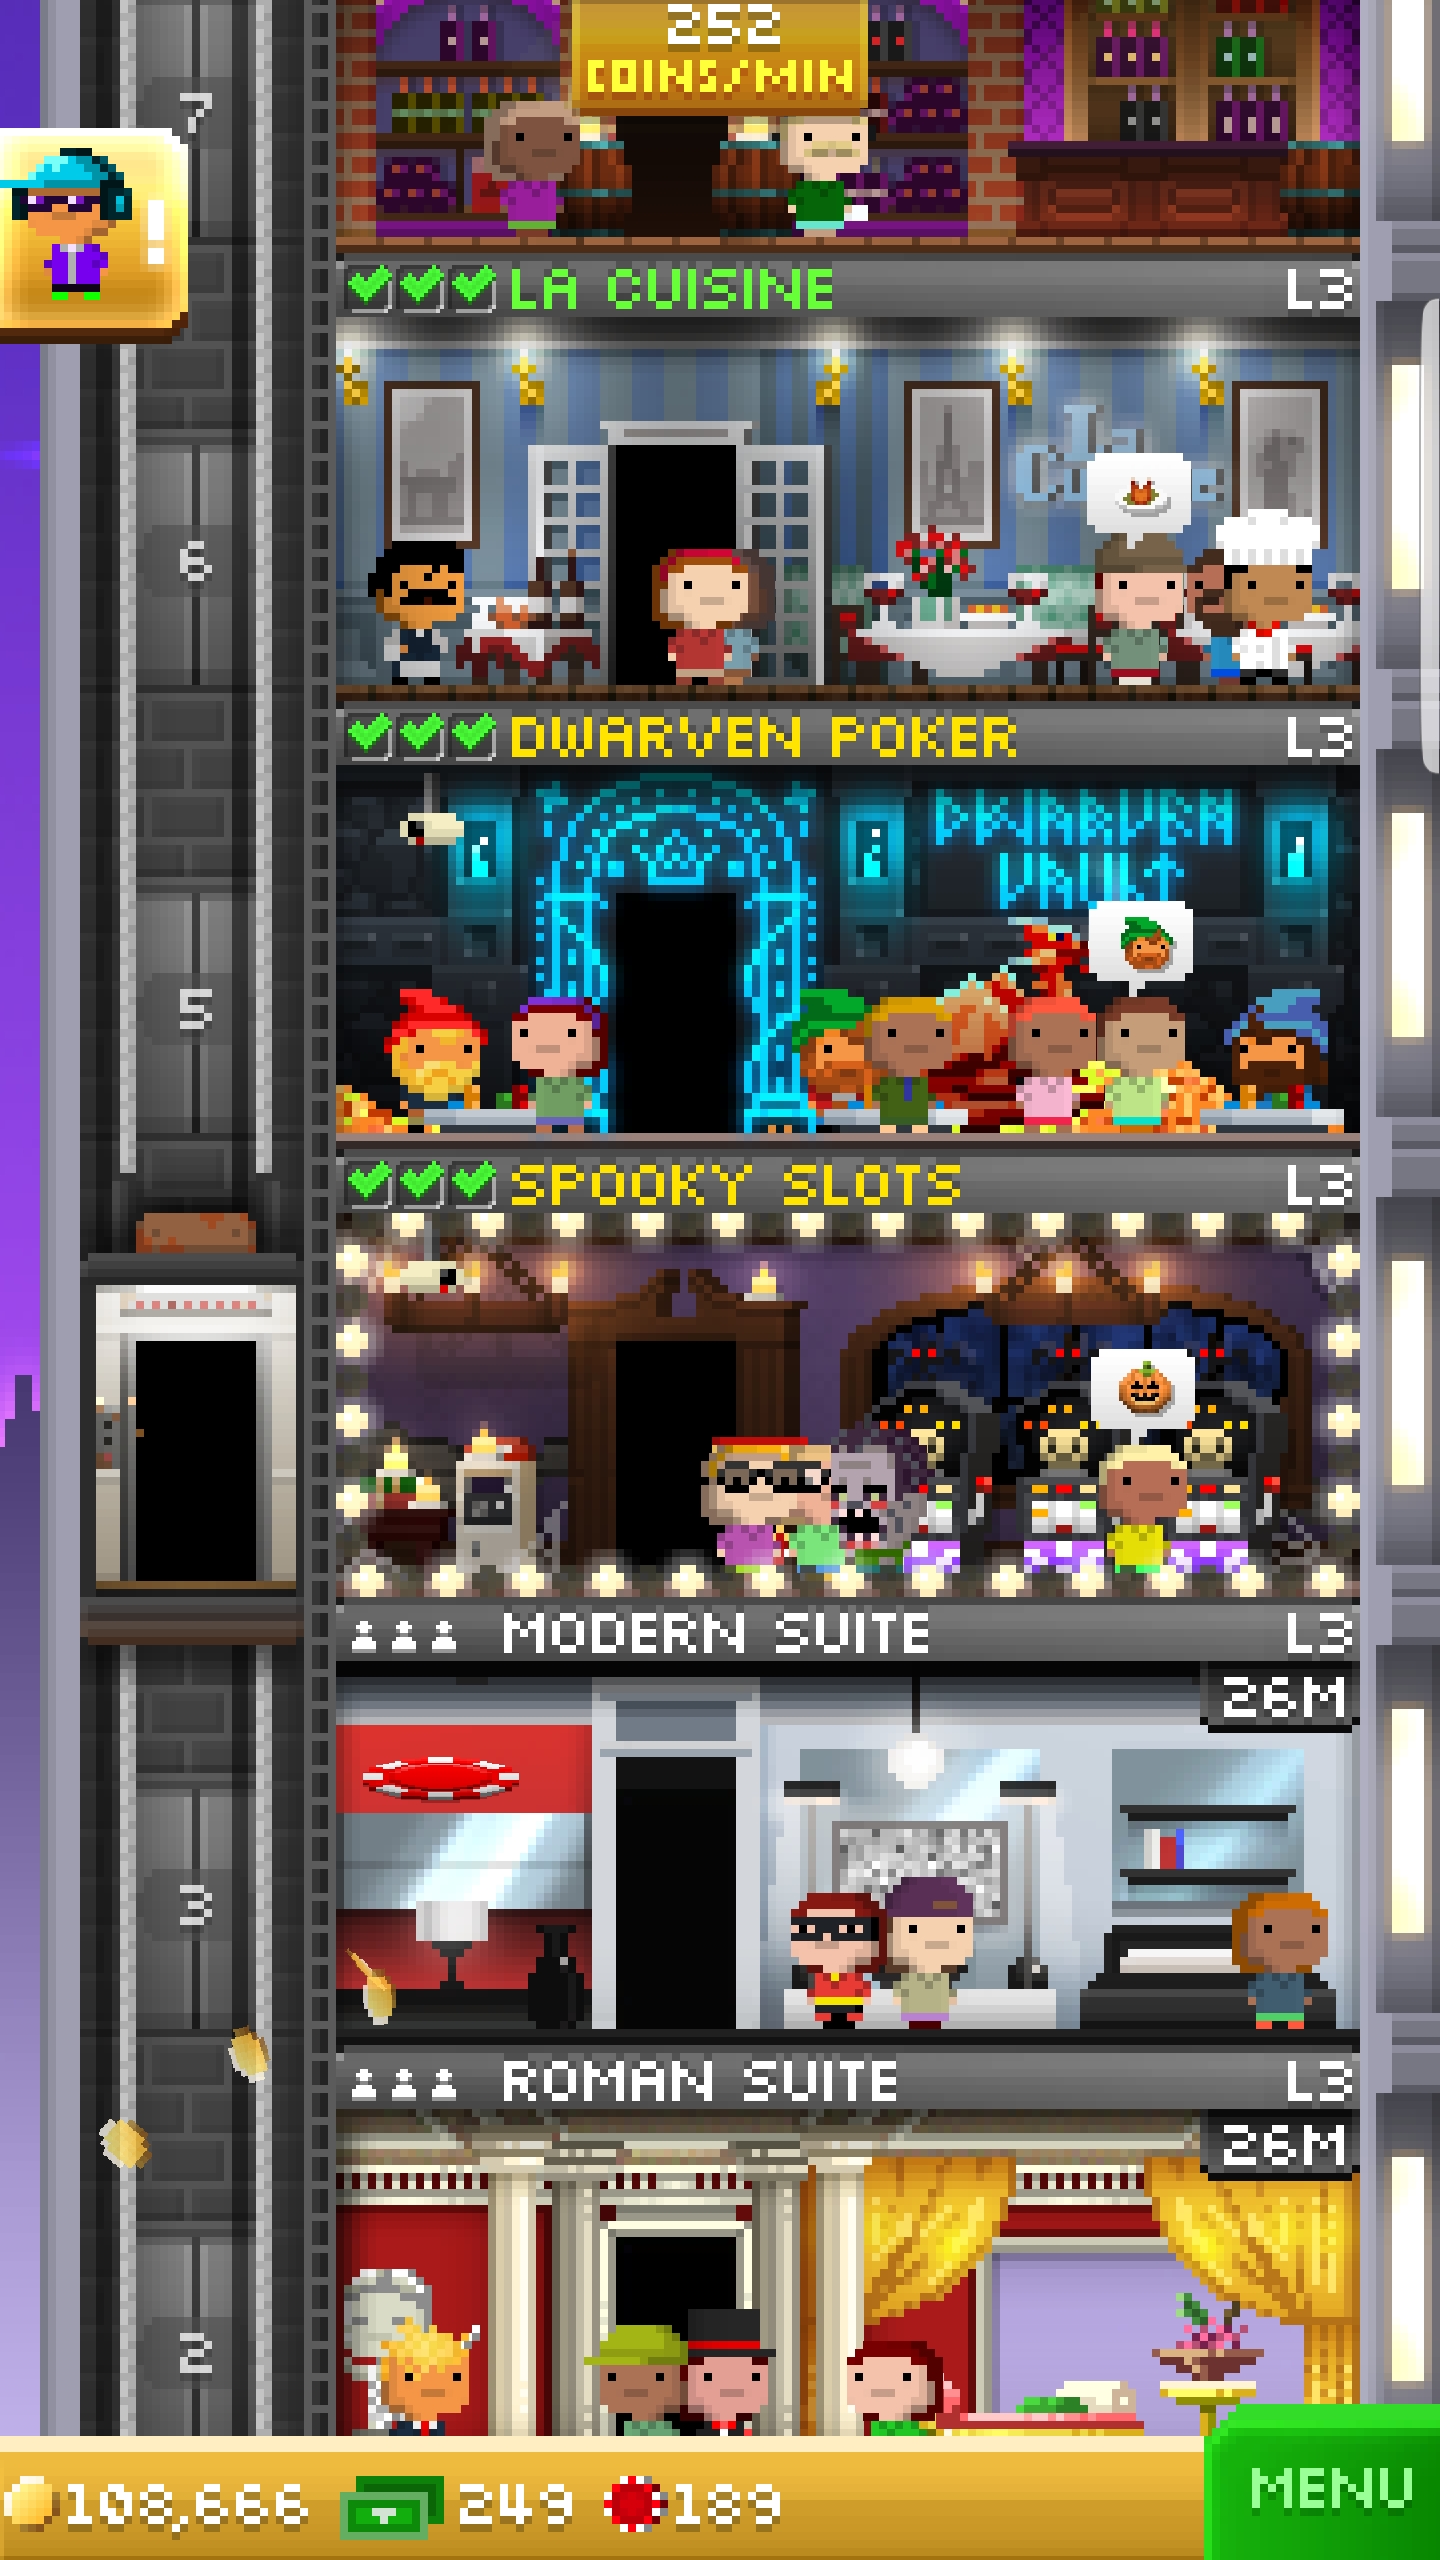 252
COINS/MIN
7
!
LA CUISINE L3
La
6
DWARVEN POKER L3
DWARVEN
VAULT
5
SPOOKY SLOTS L3
MODERN SUITE L3
26M
3
ROMAN SUITE L3
26M
2
108,666 249 189
MENU